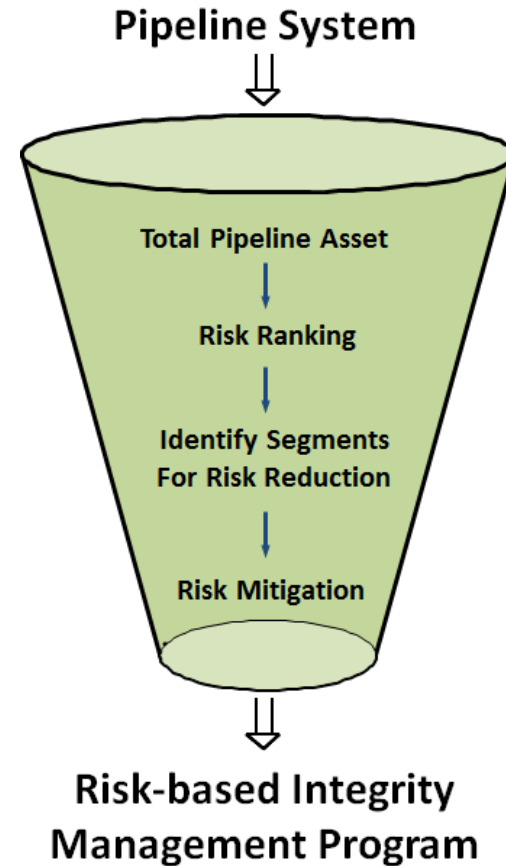 Pipeline System
Total Pipeline Asset
Risk Ranking
Identify Segments
For Risk Reduction
Risk Mitigation
Risk-based Integrity
Management Program